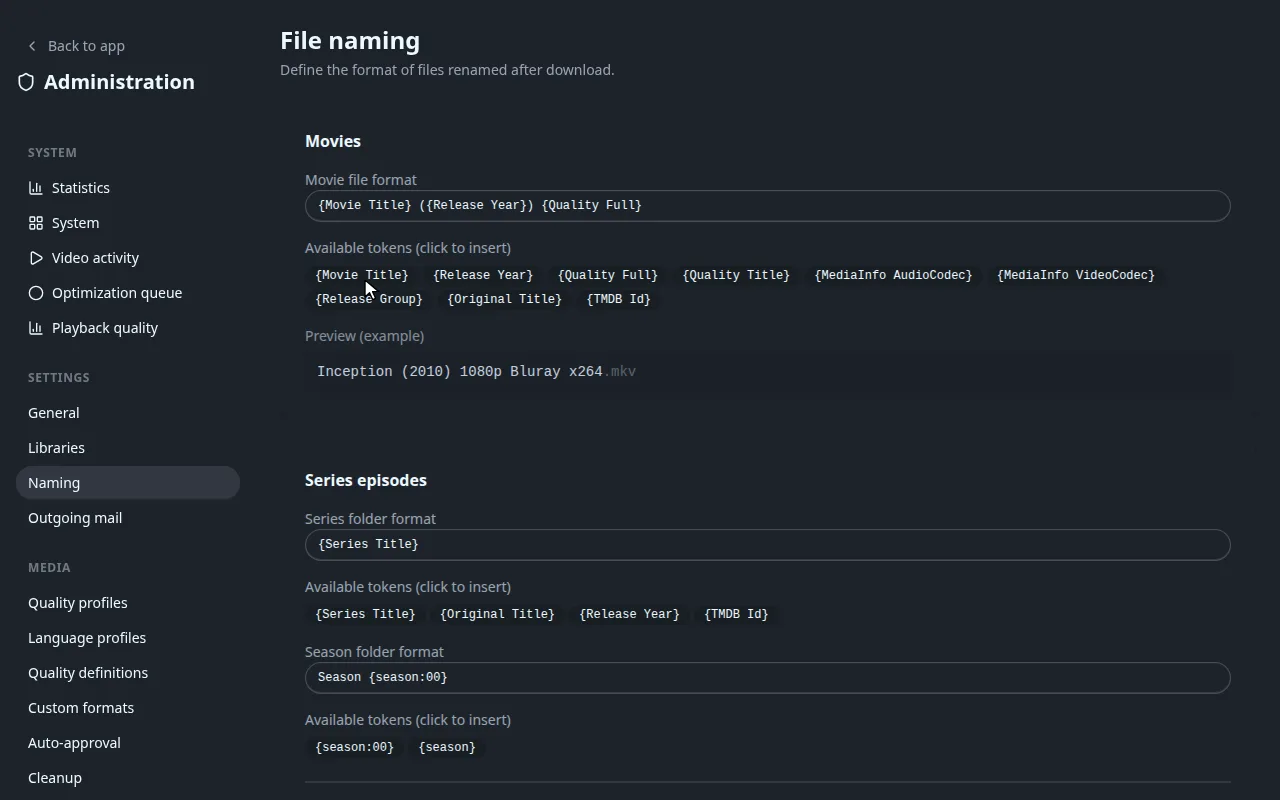 Back to app
Administration
SYSTEM
Statistics
System
Video activity
Optimization queue
Playback quality
SETTINGS
General
Libraries
Naming
Outgoing mail
MEDIA
Quality profiles
Language profiles
Quality definitions
Custom formats
Auto-approval
Cleanup
File naming
Define the format of files renamed after download.
Movies
Movie file format
{Movie Title} ({Release Year}) {Quality Full}
Available tokens (click to insert)
{Movie Title} {Release Year} {Quality Full} {Quality Title} {MediaInfo AudioCodec} {MediaInfo VideoCodec}
{Release Group} {Original Title} {TMDB Id}
Preview (example)
Inception (2010) 1080p Bluray x264.mkv
Series episodes
Series folder format
{Series Title}
Available tokens (click to insert)
{Series Title} {Original Title} {Release Year} {TMDB Id}
Season folder format
Season {season:00}
Available tokens (click to insert)
{season:00} {season}